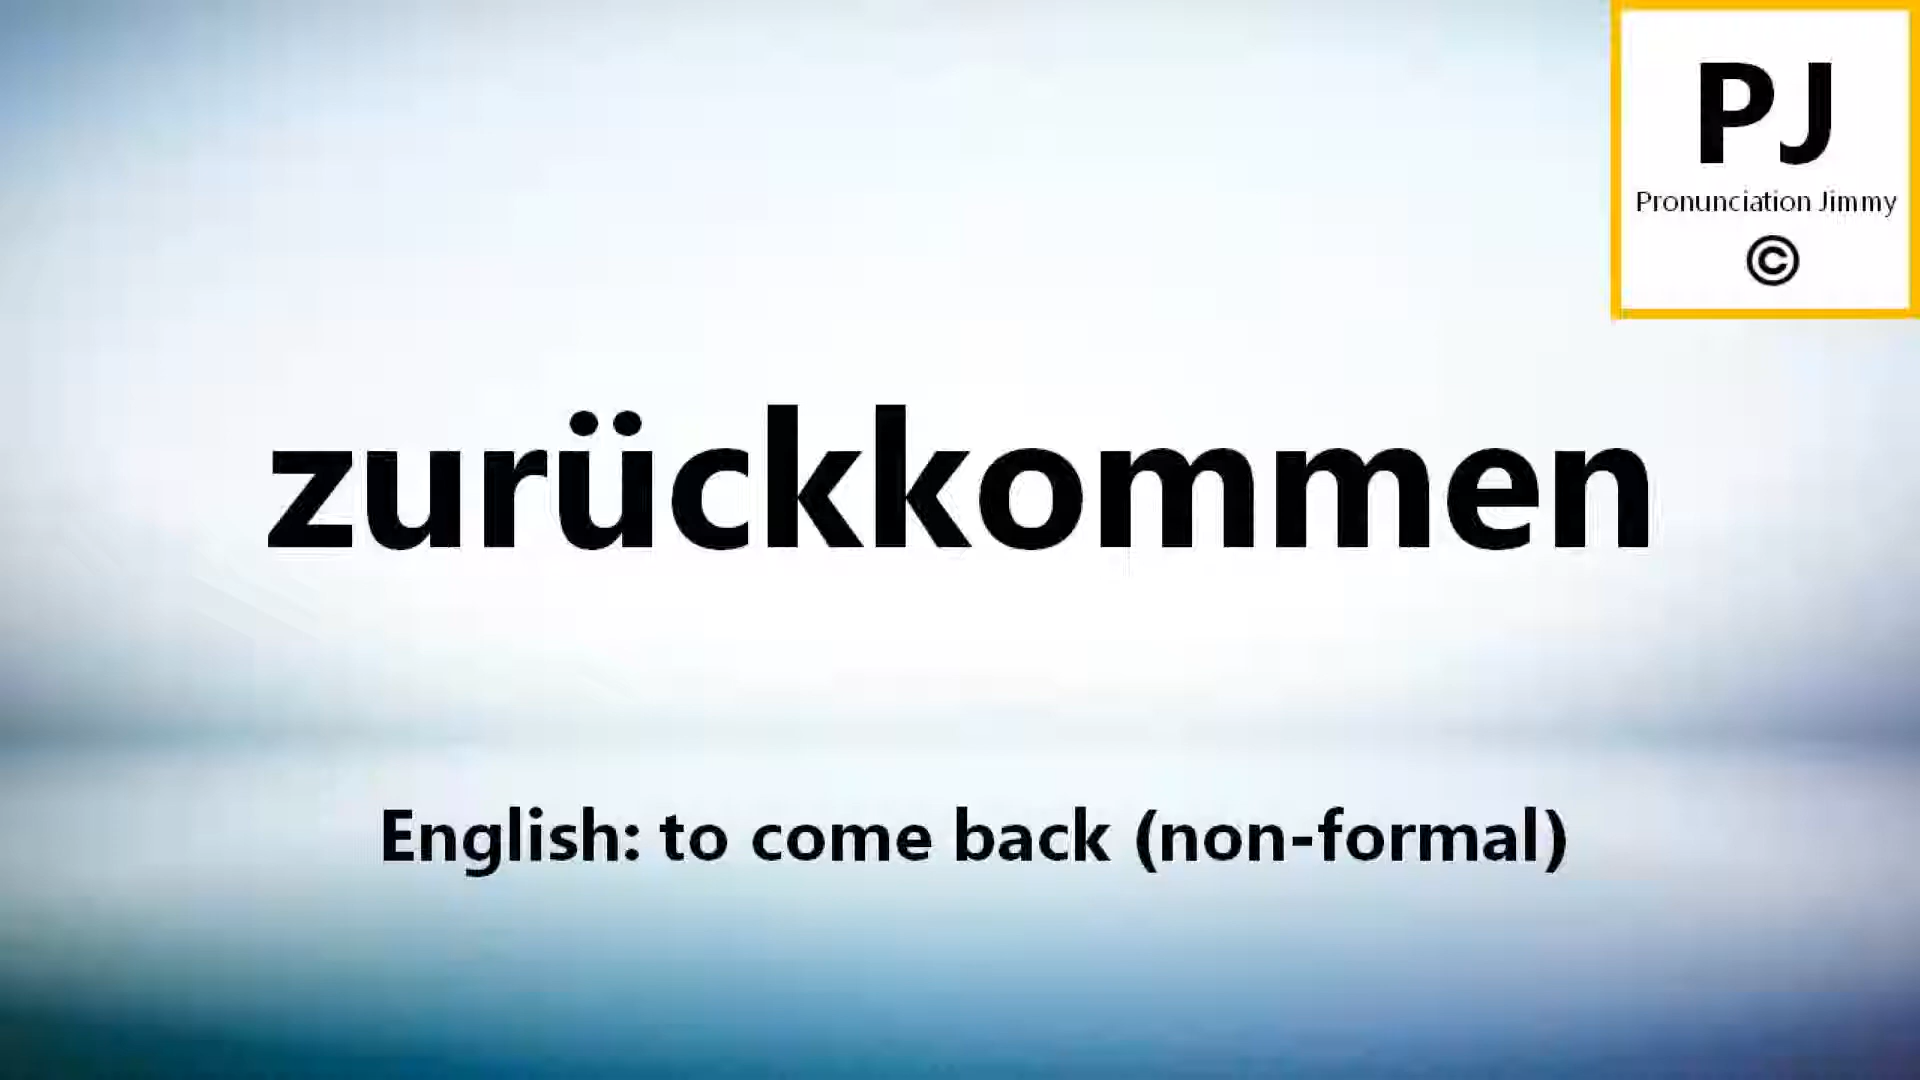 PJ
Pronunciation Jimmy
©
zurückkommen
English: to come back (non-formal)